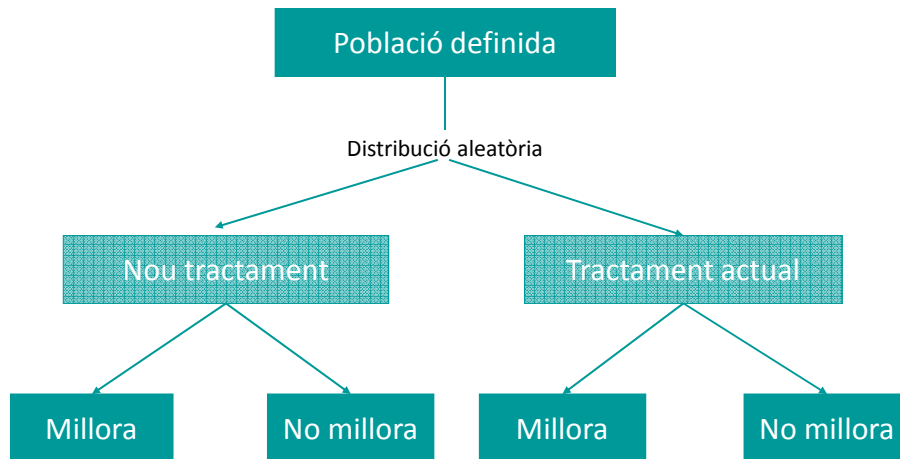 Població definida
Distribució aleatòria
Nou tractament
Tractament actual
Millora
No millora
Millora
No millora